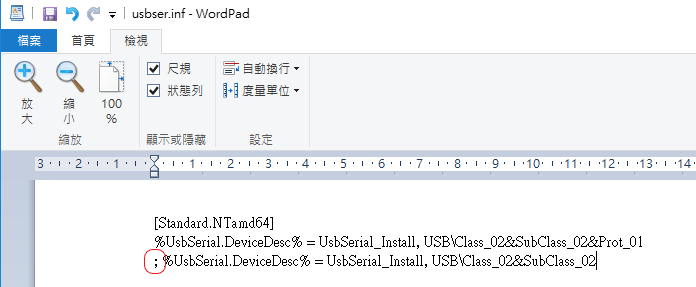 usbser.inf - WordPad
檔案 首頁 檢視
放大 縮小 100% 尺規 狀態列 自動換行 度量單位
縮放 顯示或隱藏 設定
3 2 1 1 2 3 4 5 6 7 8 9 10 11 12 13 14
[Standard.NTamd64]
%UsbSerial.DeviceDesc% = UsbSerial_Install, USB\Class_02&SubClass_02&Prot_01
; %UsbSerial.DeviceDesc% = UsbSerial_Install, USB\Class_02&SubClass_02